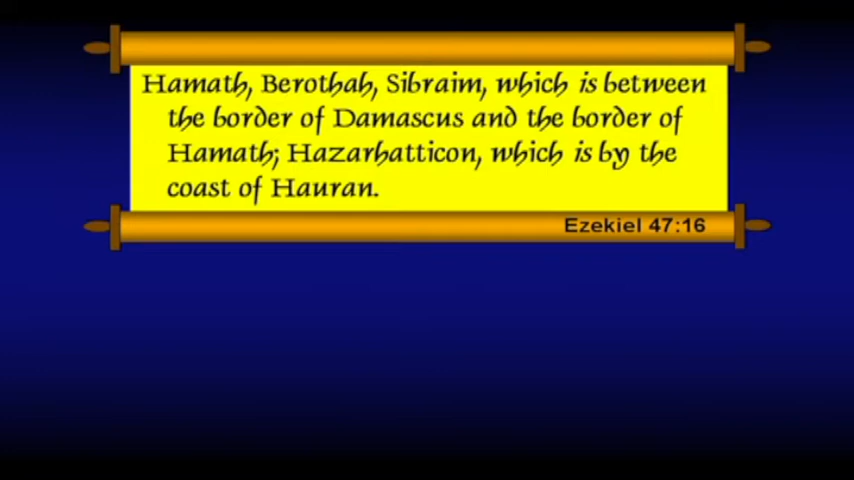 Hamath, Berothah, Sibraim, which is between
the border of Damascus and the border of
Hamath; Hazarhatticon, which is by the
coast of Hauran.
Ezekiel 47:16